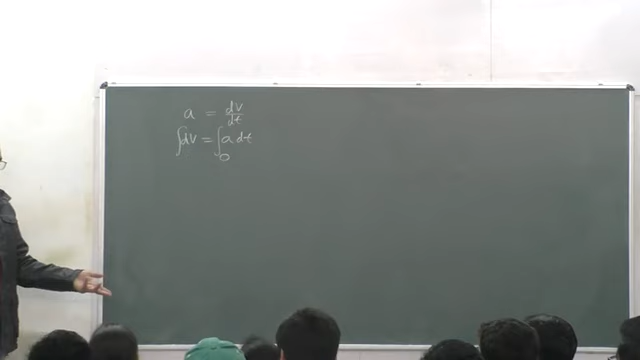 a = dv/dt
∫dv = ∫₀ a dt